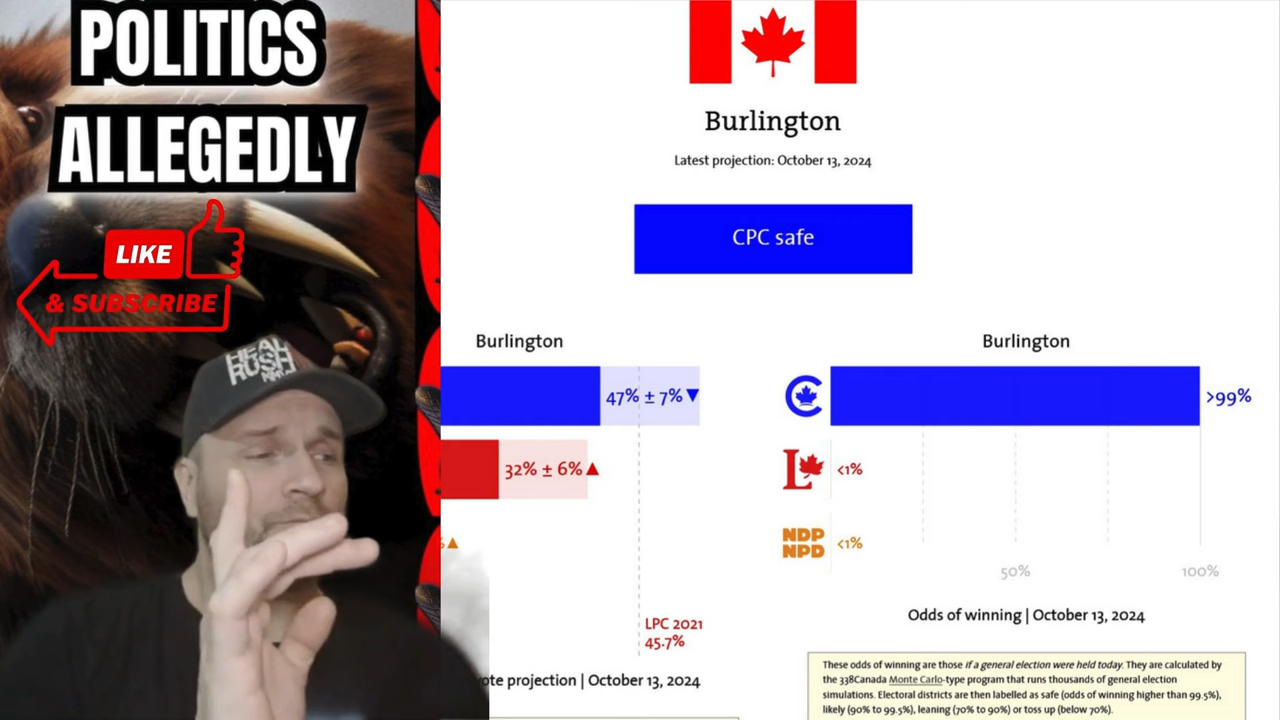 POLITICS
ALLEGEDLY
LIKE
& SUBSCRIBE
HEAL
RUSH
Burlington
Latest projection: October 13, 2024
CPC safe
Burlington
47% ± 7%▼
32% ± 6%▲
%▲
LPC 2021
45.7%
ote projection | October 13, 2024
Burlington
>99%
L
<1%
NDP
NPD
<1%
50%
100%
Odds of winning | October 13, 2024
These odds of winning are those if a general election were held today. They are calculated by
the 338Canada Monte Carlo-type program that runs thousands of general election
simulations. Electoral districts are then labelled as safe (odds of winning higher than 99.5%),
likely (90% to 99.5%), leaning (70% to 90%) or toss up (below 70%).